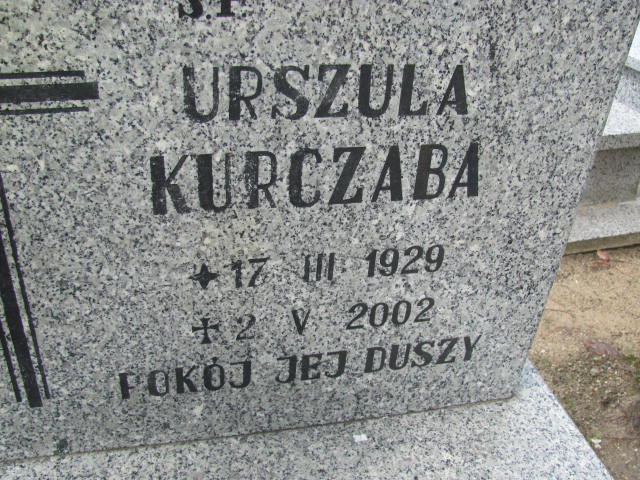 URSZULA
KURCZABA
17 III 1929
2 V 2002
POKÓJ JEJ DUSZY